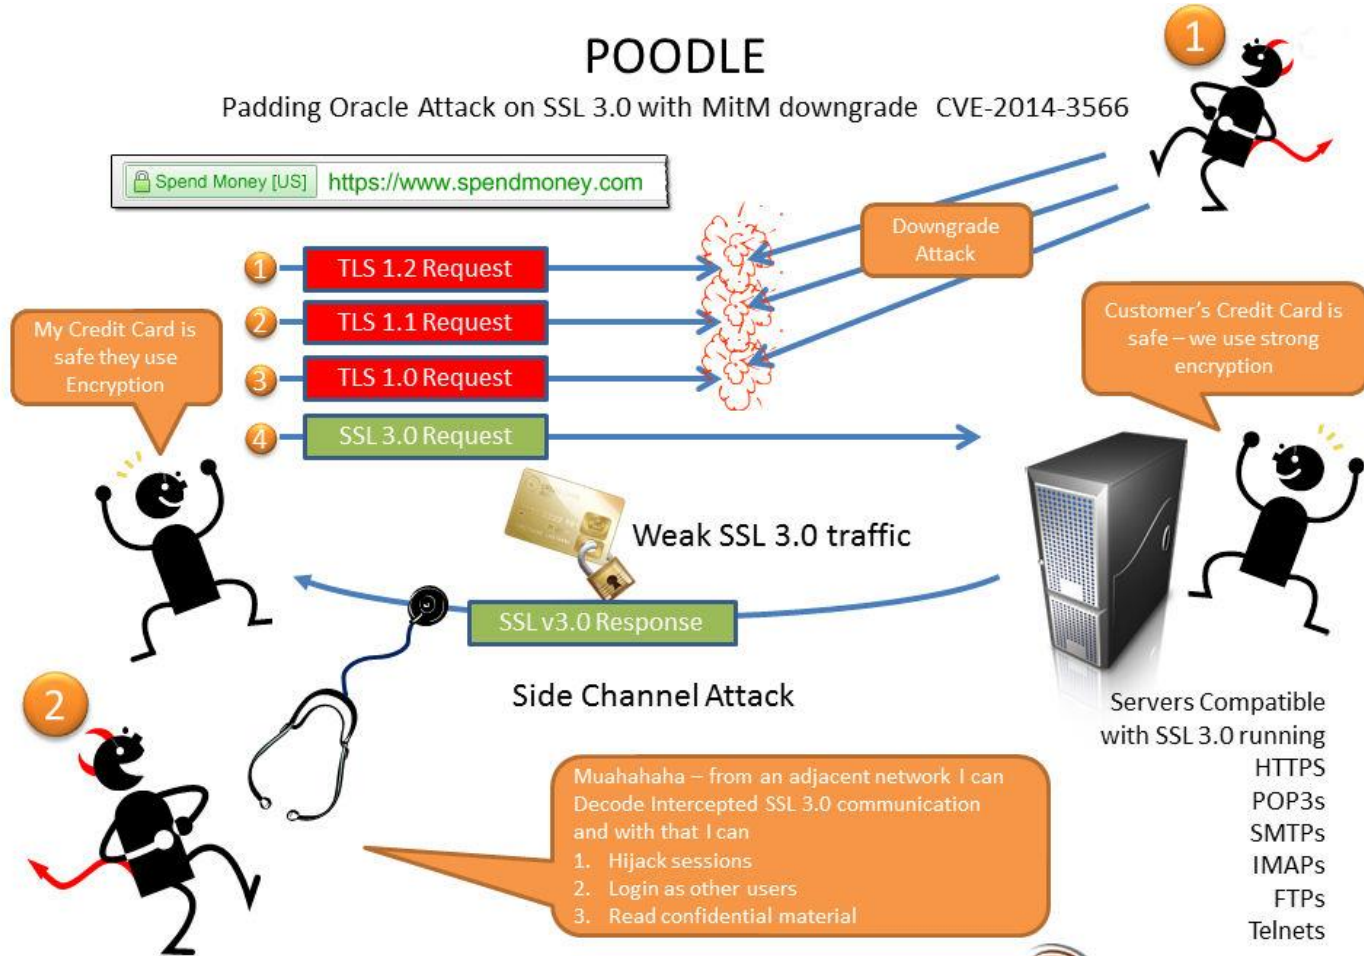 POODLE
Padding Oracle Attack on SSL 3.0 with MitM downgrade CVE-2014-3566
1
Spend Money [US] https://www.spendmoney.com
Downgrade
Attack
1 TLS 1.2 Request
2 TLS 1.1 Request
3 TLS 1.0 Request
4 SSL 3.0 Request
My Credit Card is
safe they use
Encryption
Customer's Credit Card is
safe – we use strong
encryption
Weak SSL 3.0 traffic
SSL v3.0 Response
Side Channel Attack
2
Servers Compatible
with SSL 3.0 running
HTTPS
POP3s
SMTPs
IMAPs
FTPs
Telnets
Muahahaha – from an adjacent network I can
Decode Intercepted SSL 3.0 communication
and with that I can
1. Hijack sessions
2. Login as other users
3. Read confidential material